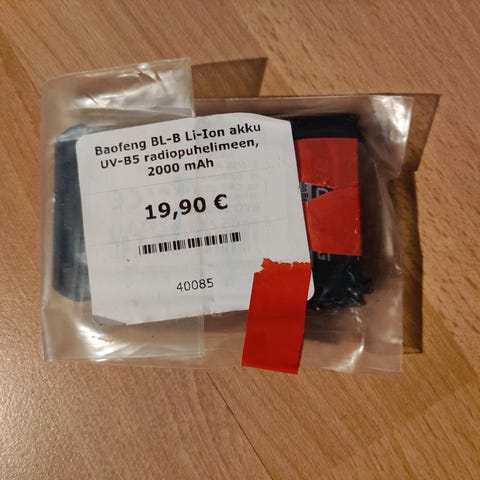 Baofeng BL-B Li-Ion akku
UV-B5 radiopuhelimeen,
2000 mAh
19,90 €
40085